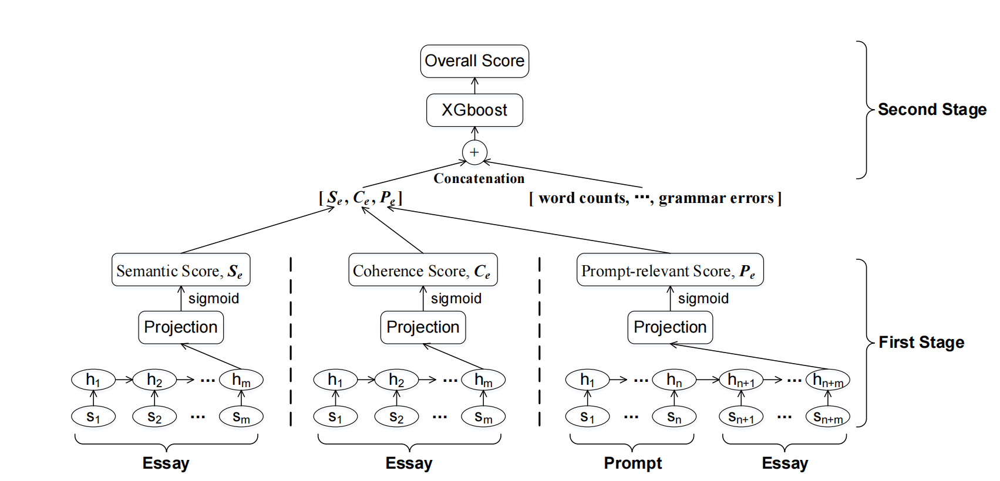 Overall Score
XGboost
Second Stage
+
Concatenation
[ Se, Ce, Pe ]
[ word counts, ···, grammar errors ]
Semantic Score, Se
Coherence Score, Ce
Prompt-relevant Score, Pe
sigmoid
sigmoid
sigmoid
Projection
Projection
Projection
First Stage
h1 h2 ··· hm
h1 h2 ··· hm
h1 ··· hn hn+1 ··· hn+m
s1 s2 ··· sm
s1 s2 ··· sm
s1 ··· sn sn+1 ··· sn+m
Essay
Essay
Prompt
Essay